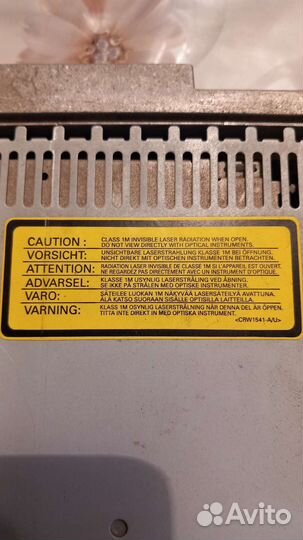 CAUTION : CLASS 1M INVISIBLE LASER RADIATION WHEN OPEN.
DO NOT VIEW DIRECTLY WITH OPTICAL INSTRUMENTS.
VORSICHT: UNSICHTBARE LASERSTRAHLUNG KLASSE 1M BEI ÖFFNUNG.
NICHT DIREKT MIT OPTISCHEN INSTRUMENTEN BETRACHTEN.
ATTENTION: RADIATION LASER INVISIBLE DE CLASSE 1M SI L'APPAREIL EST OUVERT
NE REGARDEZ PAS DIRECTEMENT AVEC UN INSTRUMENT D'OPTIQUE.
ADVARSEL: KLASSE 1M USYNLIG LASERSTRÅLING VED ÅBNING.
SE IKKE PÅ STRÅLEN MED OPTISKE INSTRUMENTER.
VARO: SÄTEILEE LUOKAN 1M NÄKYVÄÄ LASERSÄTEILYÄ AVATTUNA.
ÄLÄ KATSO SUORAAN SISÄLLE OPTISILLA LAITTEILLA.
VARNING: KLASS 1M OSYNLIG LASERSTRÅLNING NÄR DENNA DEL ÄR ÖPPEN.
TITTA INTE DIREKT IN MED OPTISKA INSTRUMENT.
<CRW1541-A/U>
Avito